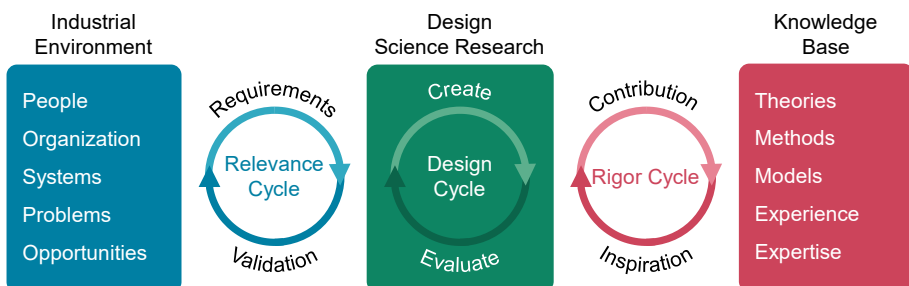 Industrial
Environment
People
Organization
Systems
Problems
Opportunities
Requirements
Relevance
Cycle
Validation
Design
Science Research
Create
Design
Cycle
Evaluate
Contribution
Rigor Cycle
Inspiration
Knowledge
Base
Theories
Methods
Models
Experience
Expertise